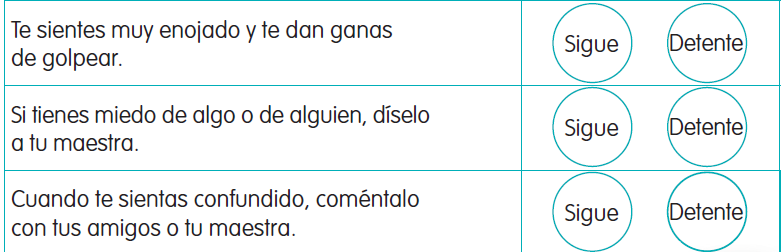 Te sientes muy enojado y te dan ganas
de golpear.
Sigue
Detente
Si tienes miedo de algo o de alguien, díselo
a tu maestra.
Sigue
Detente
Cuando te sientas confundido, coméntalo
con tus amigos o tu maestra.
Sigue
Detente